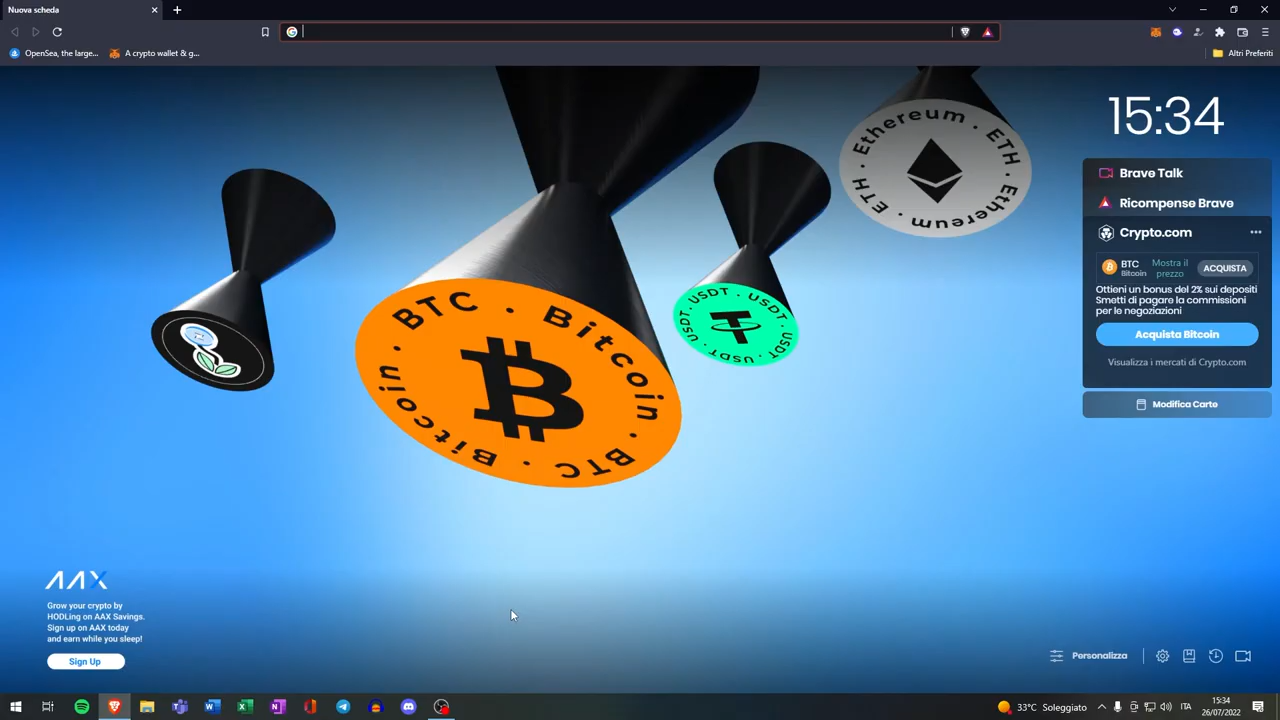 Nuova scheda
OpenSea, the large...
A crypto wallet & g...
Altri Preferiti
15:34
Brave Talk
Ricompense Brave
Crypto.com
BTC
Bitcoin
Mostra il
prezzo
ACQUISTA
Ottieni un bonus del 2% sui depositi
Smetti di pagare la commissioni
per le negoziazioni
Acquista Bitcoin
Visualizza i mercati di Crypto.com
Modifica Carte
Ethereum · ETH · Ethereum · ETH ·
USDT · USDT · USDT · USDT · USDT ·
BTC · Bitcoin · BTC · Bitcoin ·
AAX
Grow your crypto by
HODLing on AAX Savings.
Sign up on AAX today
and earn while you sleep!
Sign Up
Personalizza
33°C Soleggiato
ITA
15:34
26/07/2022